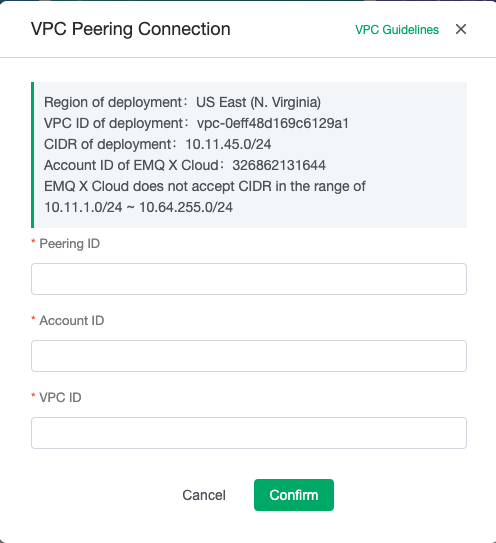 VPC Peering Connection
VPC Guidelines
Region of deployment： US East (N. Virginia)
VPC ID of deployment： vpc-0eff48d169c6129a1
CIDR of deployment： 10.11.45.0/24
Account ID of EMQ X Cloud： 326862131644
EMQ X Cloud does not accept CIDR in the range of
10.11.1.0/24 ~ 10.64.255.0/24
* Peering ID
* Account ID
* VPC ID
Cancel
Confirm